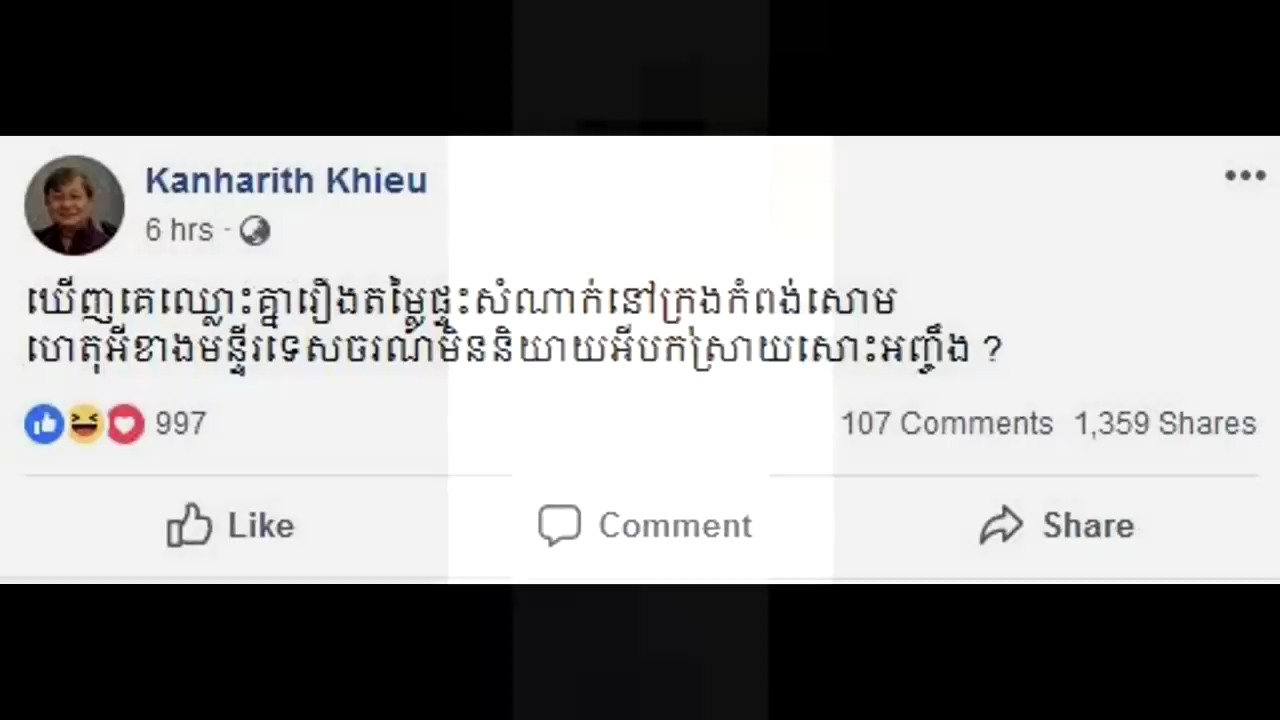 Kanharith Khieu
6 hrs ·
ឃើញគេឈ្លោះគ្នារឿងតម្លៃផ្ទះសំណាក់នៅក្រុងកំពង់សោម
ហេតុអីខាងមន្ទីរទេសចរណ៍មិននិយាយអីបកស្រាយសោះអញ្ចឹង ?
997
107 Comments 1,359 Shares
Like Comment Share